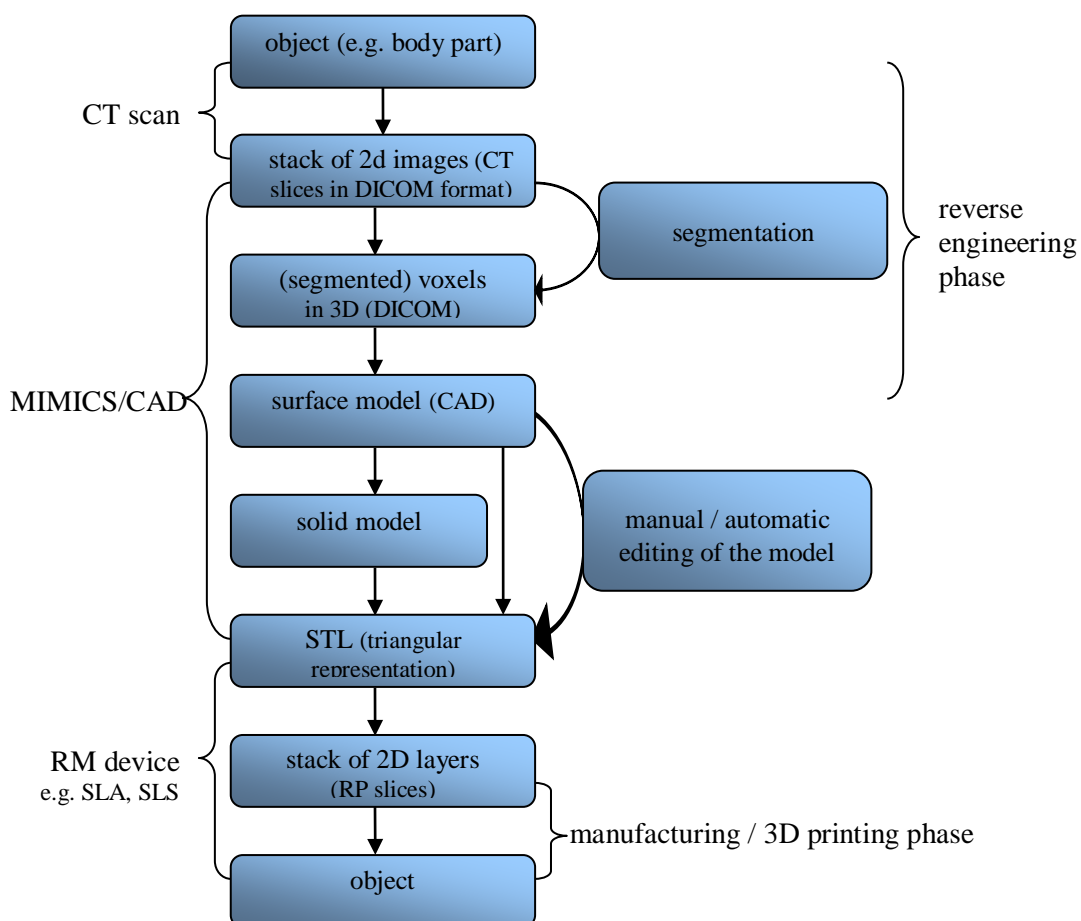 object (e.g. body part)
CT scan
stack of 2d images (CT
slices in DICOM format)
segmentation
reverse
engineering
phase
(segmented) voxels
in 3D (DICOM)
MIMICS/CAD
surface model (CAD)
solid model
manual / automatic
editing of the model
STL (triangular
representation)
RM device
e.g. SLA, SLS
stack of 2D layers
(RP slices)
manufacturing / 3D printing phase
object